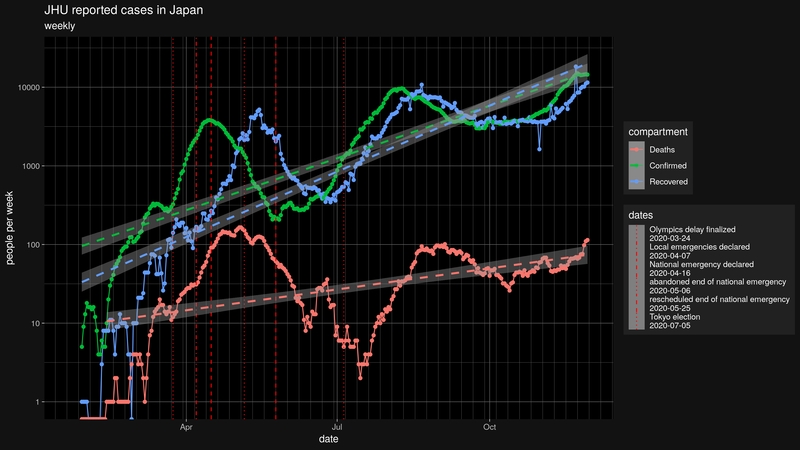 JHU reported cases in Japan
weekly
people per week
10000
1000
100
10
1
Apr
Jul
Oct
date
compartment
Deaths
Confirmed
Recovered
dates
Olympics delay finalized
2020-03-24
Local emergencies declared
2020-04-07
National emergency declared
2020-04-16
abandoned end of national emergency
2020-05-06
rescheduled end of national emergency
2020-05-25
Tokyo election
2020-07-05